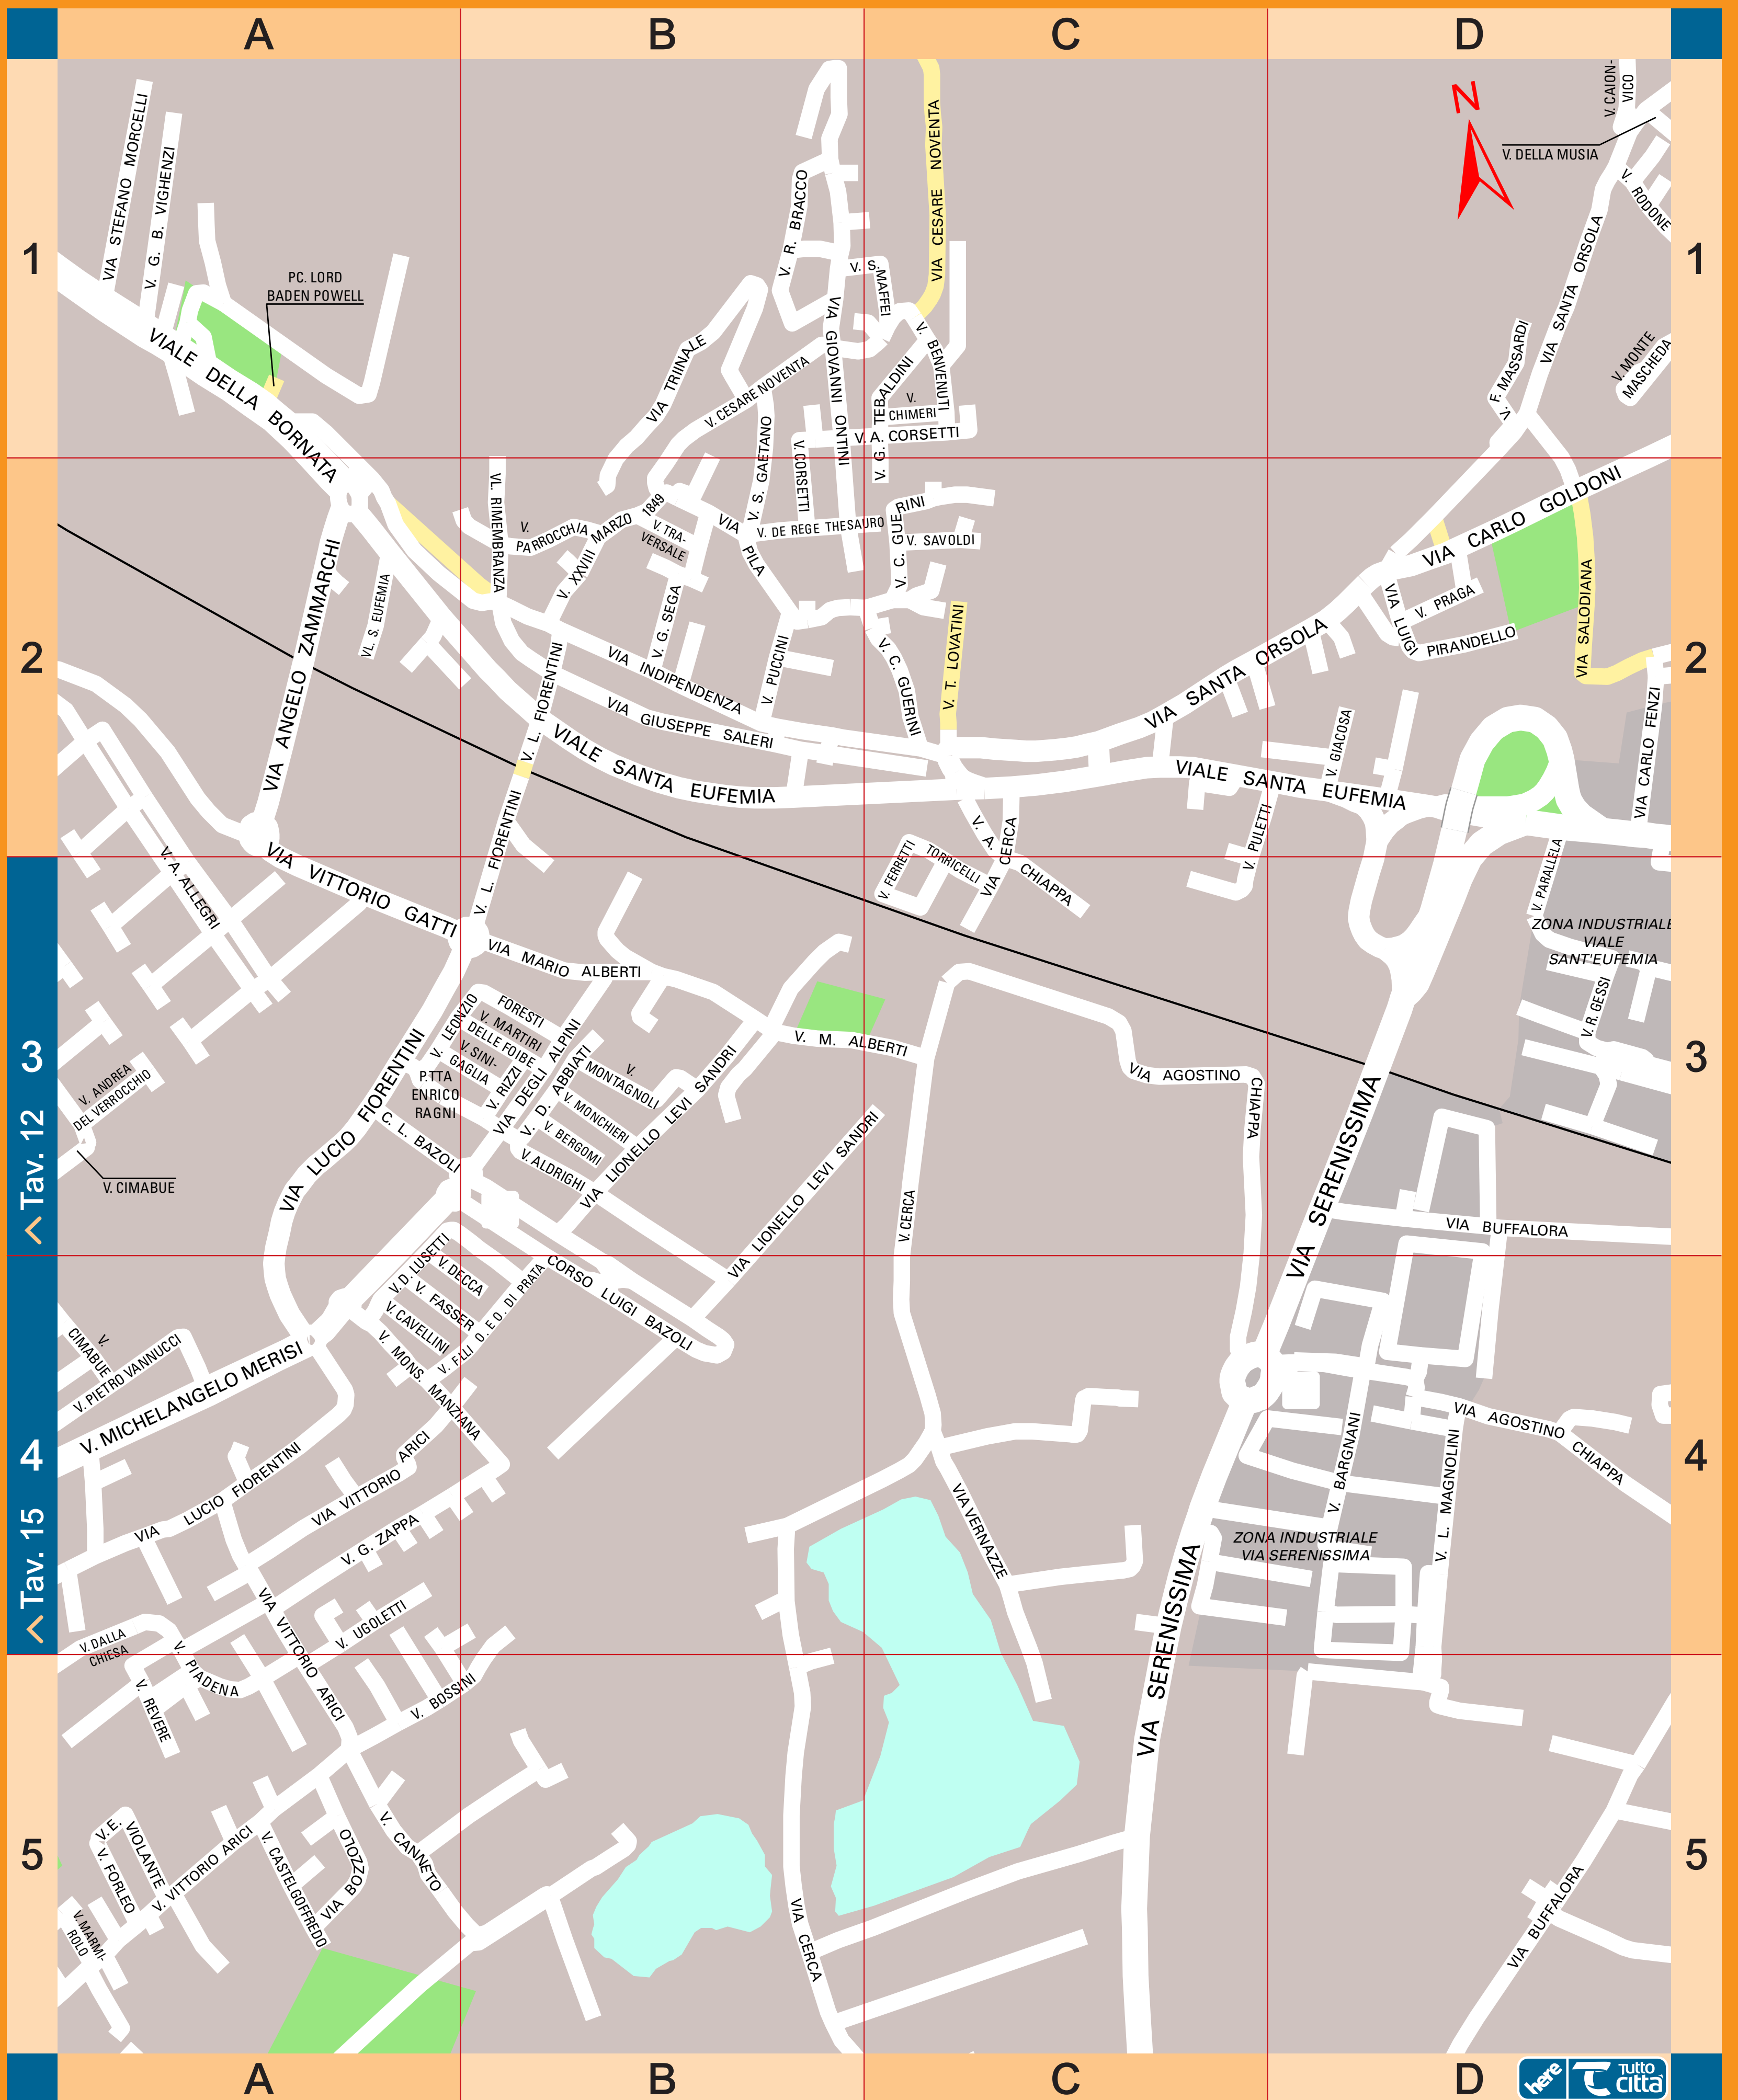 A
B
C
D
1
1
2
2
3
3
4
4
5
5
Tav. 12
Tav. 15
N
VIA STEFANO MORCELLI
V. G. B. VIGHENZI
PC. LORD
BADEN POWELL
VIALE DELLA BORNATA
V. R. BRACCO
VIA CESARE NOVENTA
V. S. MAFFEI
VIA GIOVANNI ONTINI
V. BENVENUTI
V. G. TEBALDINI
V.
CHIMERI
V. A. CORSETTI
V. CORSETTI
VIA TRIINALE
V. CESARE NOVENTA
V. S. GAETANO
V. CAION-
VICO
V. DELLA MUSIA
V. RODONE
VIA SANTA ORSOLA
V. F. MASSARDI
V. MONTE
MASCHEDA
VL. RIMEMBRANZA
V.
PARROCCHIA
V. XXVIII MARZO 1849
V. TRA-
VERSALE
VIA PILA
V. DE REGE THESAURO
V. C. GUERINI
V. SAVOLDI
VIA CARLO GOLDONI
VIA ANGELO ZAMMARCHI
VL. S. EUFEMIA
V. G. SEGA
V. PUCCINI
V. C. GUERINI
V. T. LOVATINI
VIA SANTA ORSOLA
VIA LUIGI PIRANDELLO
V. PRAGA
VIA SALODIANA
VIA CARLO FENZI
VIA INDIPENDENZA
VIA GIUSEPPE SALERI
V. L. FIORENTINI
VIALE SANTA EUFEMIA
VIALE SANTA EUFEMIA
V. GIACOSA
V. PULETTI
V. L. FIORENTINI
V. A. CHIAPPA
VIA CERCA
V. FERRETTI
TORRICELLI
V. PARALLELA
ZONA INDUSTRIALE
VIALE
SANT'EUFEMIA
V. R. GESSI
V. A. ALLEGRI
VIA VITTORIO GATTI
VIA MARIO ALBERTI
V. M. ALBERTI
V. LEONZIO
FORESTI
V. MARTIRI
DELLE FOIBE
V. SINI-
GAGLIA
V. RIZZI
VIA DEGLI ALPINI
V. D. ABBIATI
V.
MONTAGNOLI
V. MONCHIERI
V. BERGOMI
V. ALDRIGHI
P.TTA
ENRICO
RAGNI
C. L. BAZOLI
VIA LUCIO FIORENTINI
VIA LIONELLO LEVI SANDRI
VIA LIONELLO LEVI SANDRI
V. ANDREA
DEL VERROCCHIO
V. CIMABUE
V. CERCA
VIA AGOSTINO CHIAPPA
VIA SERENISSIMA
VIA BUFFALORA
V.
CIMABUE
V. PIETRO VANNUCCI
V. MICHELANGELO MERISI
V. D. LUSETTI
V. DECCA
V. FASSER
V. CAVELLINI
V. F.LLI O. E O. DI PRATA
V. MONS. MANZIANA
CORSO LUIGI BAZOLI
VIA LUCIO FIORENTINI
VIA VITTORIO ARICI
V. G. ZAPPA
VIA VERNAZZE
ZONA INDUSTRIALE
VIA SERENISSIMA
V. BARGNANI
V. L. MAGNOLINI
VIA AGOSTINO CHIAPPA
V. DALLA
CHIESA
V. PIADENA
VIA VITTORIO ARICI
V. UGOLETTI
V. BOSSINI
V. REVERE
VIA SERENISSIMA
V. E. VIOLANTE
V. FORLEO
V. VITTORIO ARICI
V. CASTELGOFFREDO
VIA BOZZOLO
V. CANNETO
V. MARMI-
ROLO
VIA CERCA
VIA BUFFALORA
A
B
C
D
here
TUTTO
città